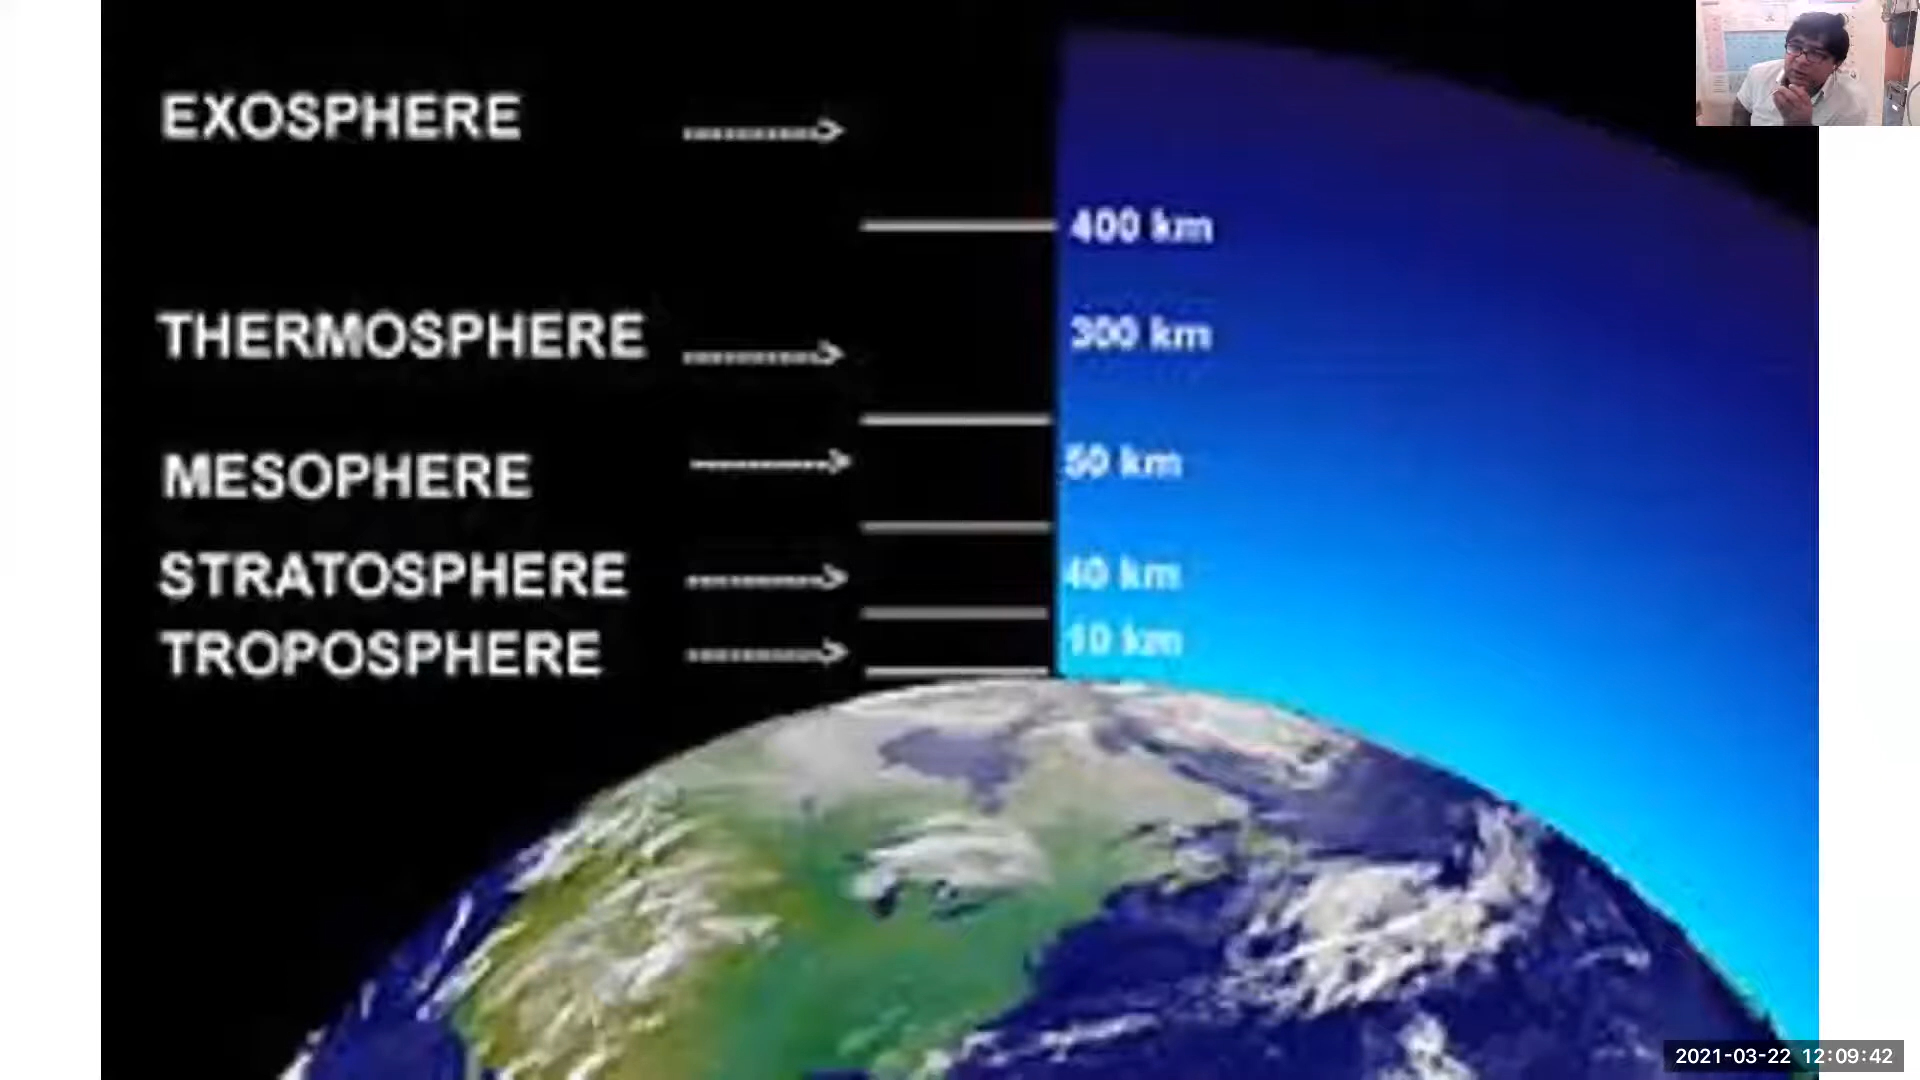 EXOSPHERE
400 km
THERMOSPHERE
300 km
MESOPHERE
50 km
STRATOSPHERE
40 km
TROPOSPHERE
10 km
2021-03-22 12:09:42